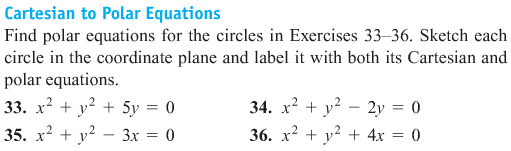 Cartesian to Polar Equations
Find polar equations for the circles in Exercises 33–36. Sketch each
circle in the coordinate plane and label it with both its Cartesian and
polar equations.
33. x² + y² + 5y = 0 34. x² + y² − 2y = 0
35. x² + y² − 3x = 0 36. x² + y² + 4x = 0